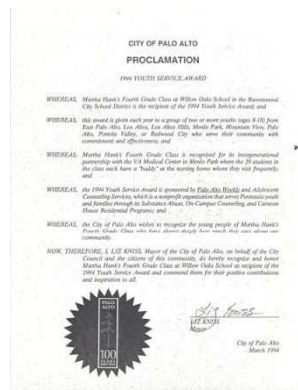 CITY OF PALO ALTO
PROCLAMATION
1994 YOUTH SERVICE AWARD
WHEREAS, Martha Hank's Fourth Grade Class at Willow Oaks School in the Ravenswood
City School District is the recipient of the 1994 Youth Service Award; and
WHEREAS, this award is given each year to a group of two or more youths (ages 8-18) from
East Palo Alto, Los Altos, Los Altos Hills, Menlo Park, Mountain View, Palo
Alto, Portola Valley, or Redwood City who serve their community with
commitment and effectiveness; and
WHEREAS, Martha Hank's Fourth Grade Class is recognized for its intergenerational
partnership with the VA Medical Center in Menlo Park where the 29 students in
the class each have a "buddy" at the nursing home whom they visit frequently;
and
WHEREAS, the 1994 Youth Service Award is sponsored by Palo Alto Weekly and Adolescent
Counseling Services, which is a nonprofit organization that serves Peninsula youth
and families through its Substance Abuse, On-Campus Counseling and Caravan
House Residential Programs; and
WHEREAS, the City of Palo Alto wishes to recognize the young people of Martha Hank's
Fourth Grade Class who have shown deeply how much they care about our
community.
NOW, THEREFORE, I, LIZ KNISS, Mayor of the City of Palo Alto, on behalf of the City
Council and the citizens of this community, do hereby recognize and honor
Martha Hank's Fourth Grade Class at Willow School as recipient of the
1994 Youth Service Award and commend them for their positive contributions
and inspiration to all.
PALO
ALTO
100
YEARS
Liz Kniss
LIZ KNISS
Mayor
City of Palo Alto
March 1994